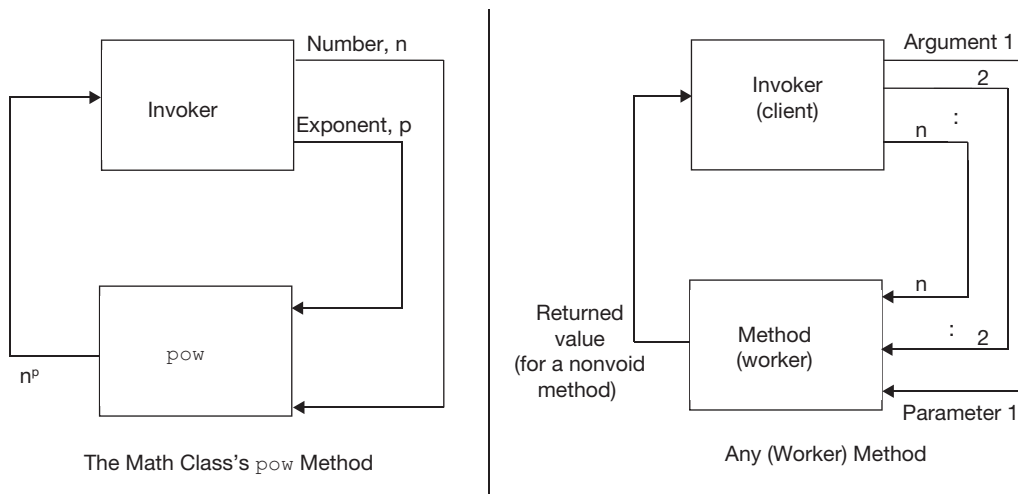 Number, n
Invoker
Exponent, p
pow
nᵖ
The Math Class's pow Method
Argument 1
2
:
n
Invoker
(client)
n
:
2
Method
(worker)
Parameter 1
Returned
value
(for a nonvoid
method)
Any (Worker) Method